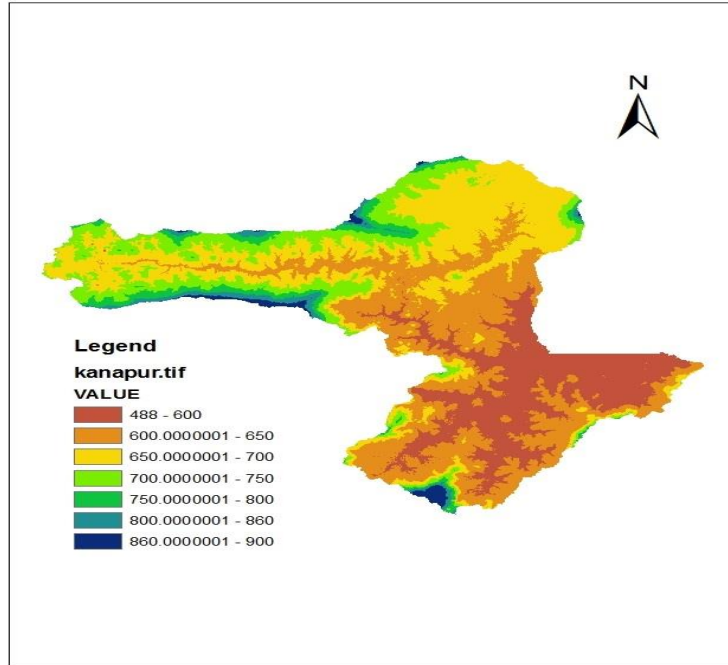 N
Legend
kanapur.tif
VALUE
488 - 600
600.0000001 - 650
650.0000001 - 700
700.0000001 - 750
750.0000001 - 800
800.0000001 - 860
860.0000001 - 900